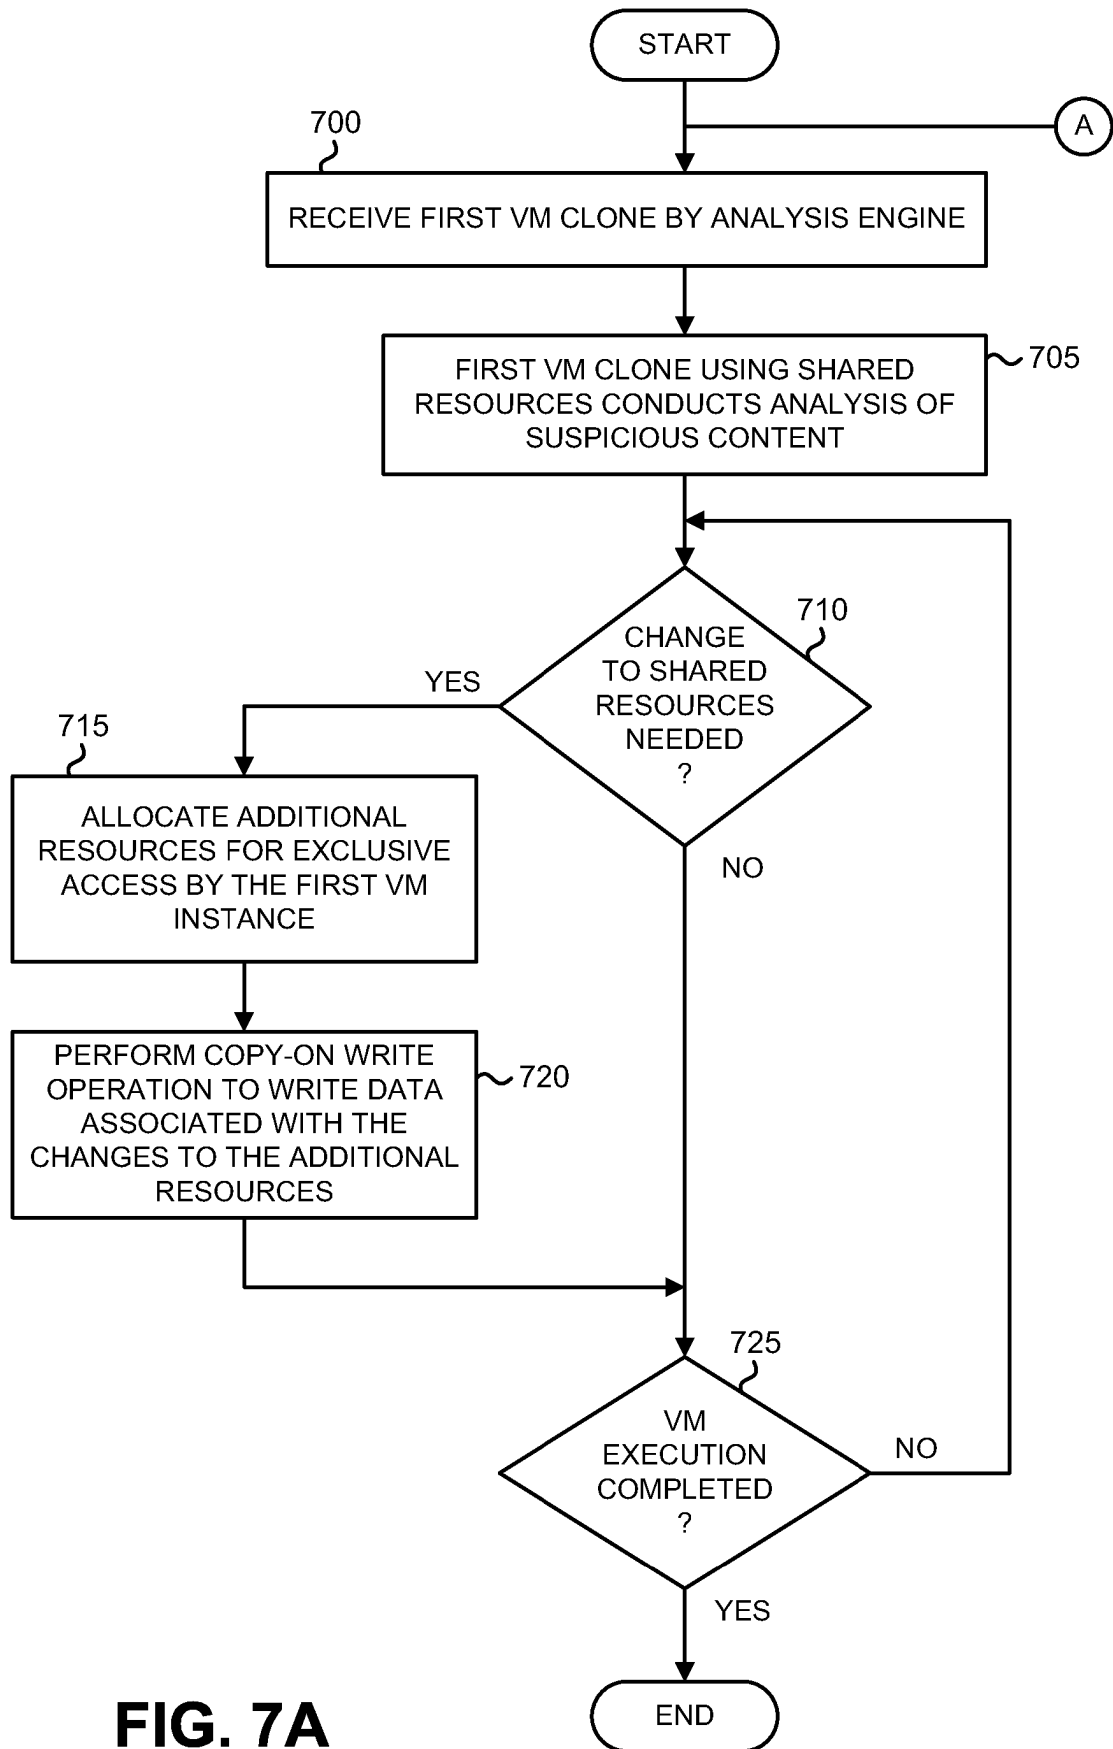 START
A
700
RECEIVE FIRST VM CLONE BY ANALYSIS ENGINE
FIRST VM CLONE USING SHARED
RESOURCES CONDUCTS ANALYSIS OF
SUSPICIOUS CONTENT
705
710
CHANGE
TO SHARED
RESOURCES
NEEDED
?
YES
NO
715
ALLOCATE ADDITIONAL
RESOURCES FOR EXCLUSIVE
ACCESS BY THE FIRST VM
INSTANCE
PERFORM COPY-ON WRITE
OPERATION TO WRITE DATA
ASSOCIATED WITH THE
CHANGES TO THE ADDITIONAL
RESOURCES
720
725
VM
EXECUTION
COMPLETED
?
NO
YES
END
FIG. 7A